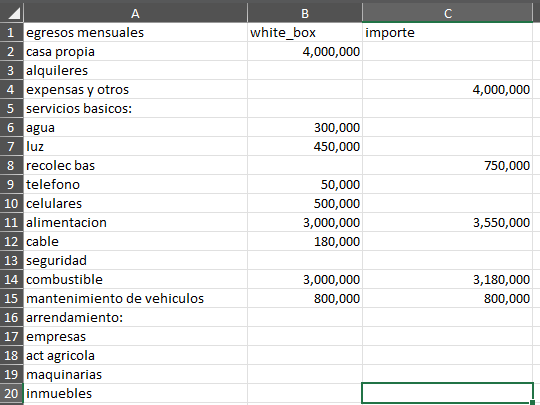 A B C
1 egresos mensuales white_box importe
2 casa propia 4,000,000
3 alquileres
4 expensas y otros 4,000,000
5 servicios basicos:
6 agua 300,000
7 luz 450,000
8 recolec bas 750,000
9 telefono 50,000
10 celulares 500,000
11 alimentacion 3,000,000 3,550,000
12 cable 180,000
13 seguridad
14 combustible 3,000,000 3,180,000
15 mantenimiento de vehiculos 800,000 800,000
16 arrendamiento:
17 empresas
18 act agricola
19 maquinarias
20 inmuebles